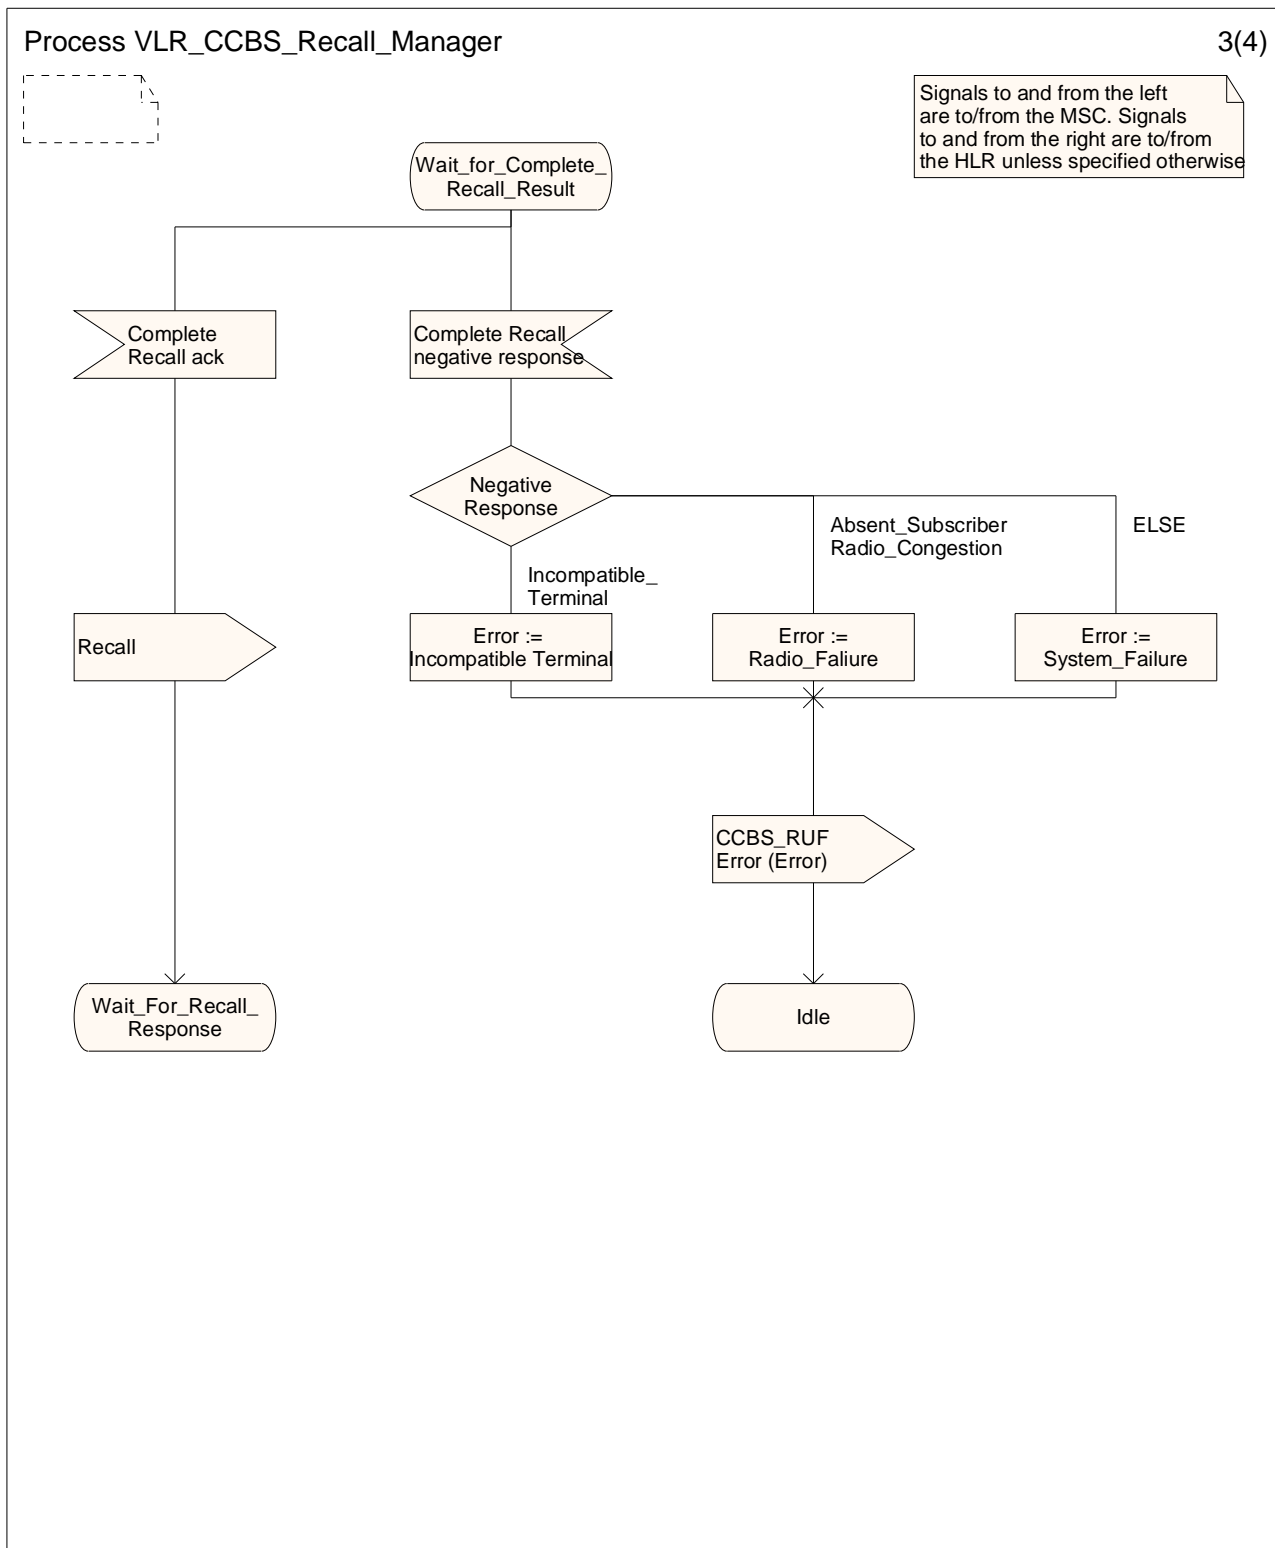 Process VLR_CCBS_Recall_Manager
3(4)
Signals to and from the left
are to/from the MSC. Signals
to and from the right are to/from
the HLR unless specified otherwise
Wait_for_Complete_
Recall_Result
Complete
Recall ack
Complete Recall
negative response
Negative
Response
Absent_Subscriber
Radio_Congestion
ELSE
Incompatible_
Terminal
Recall
Error :=
Incompatible Terminal
Error :=
Radio_Faliure
Error :=
System_Failure
CCBS_RUF
Error (Error)
Wait_For_Recall_
Response
Idle